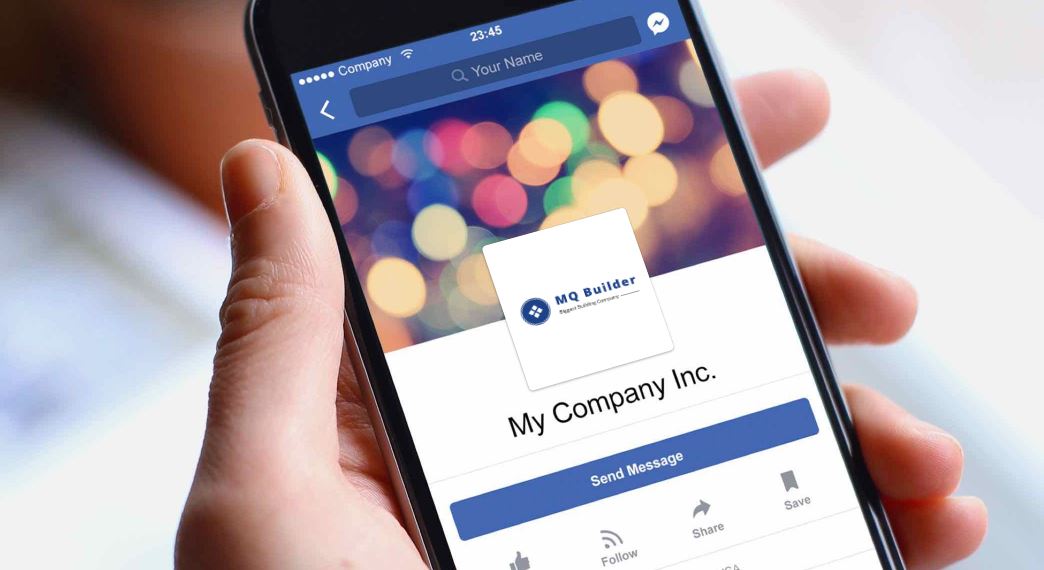 Company
23:45
Your Name
MQ Builder
Biggest Building Company
My Company Inc.
Send Message
Follow
Share
Save